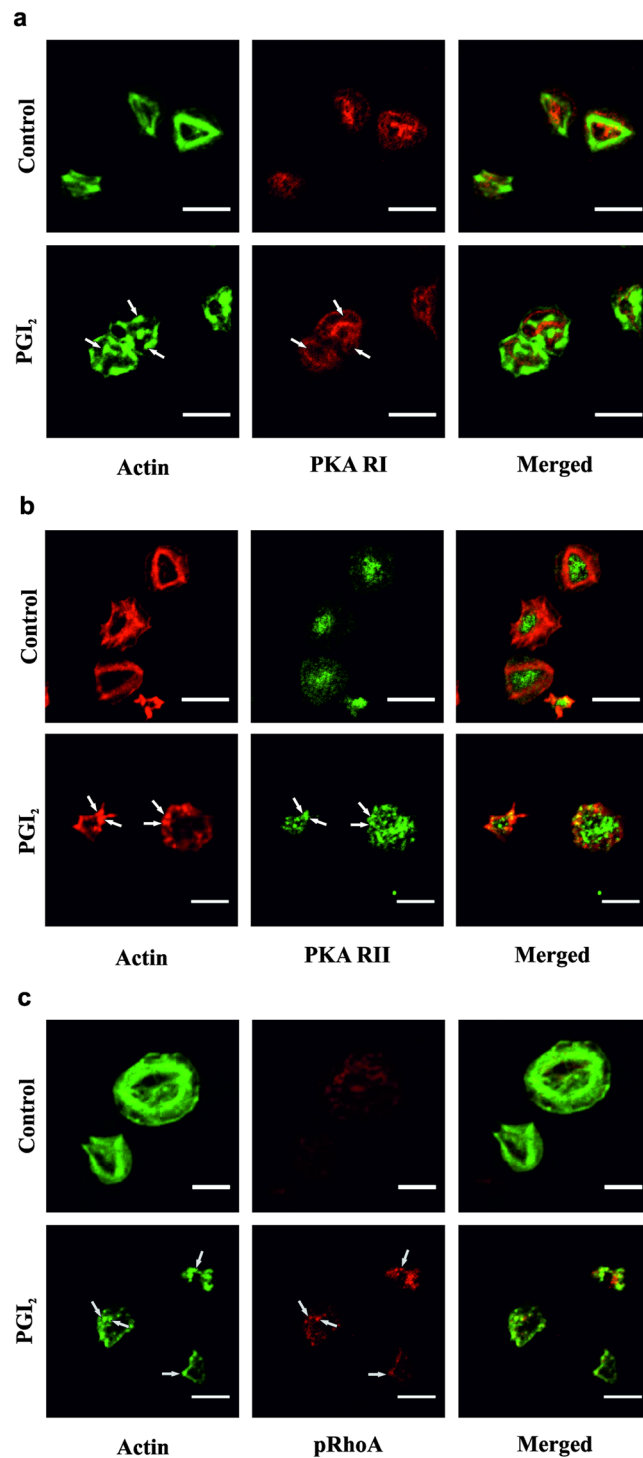 a
Control
PGI₂
Actin PKA RI Merged
b
Control
PGI₂
Actin PKA RII Merged
c
Control
PGI₂
Actin pRhoA Merged